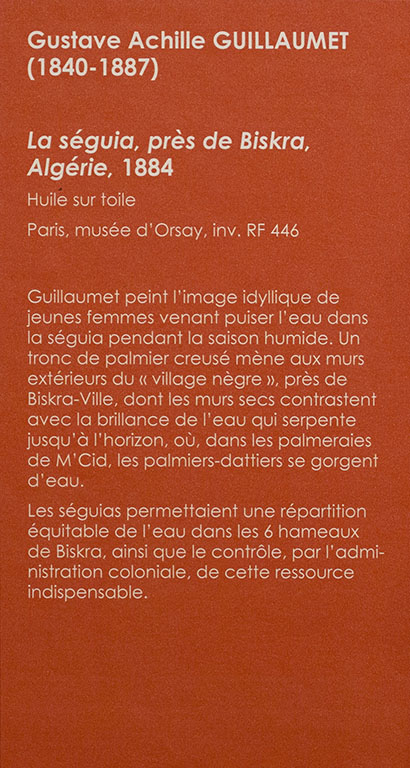 Gustave Achille GUILLAUMET
(1840-1887)
La séguia, près de Biskra,
Algérie, 1884
Huile sur toile
Paris, musée d'Orsay, inv. RF 446
Guillaumet peint l'image idyllique de
jeunes femmes venant puiser l'eau dans
la séguia pendant la saison humide. Un
tronc de palmier creusé mène aux murs
extérieurs du « village nègre », près de
Biskra-Ville, dont les murs secs contrastent
avec la brillance de l'eau qui serpente
jusqu'à l'horizon, où, dans les palmeraies
de M'Cid, les palmiers-dattiers se gorgent
d'eau.
Les séguias permettaient une répartition
équitable de l'eau dans les 6 hameaux
de Biskra, ainsi que le contrôle, par l'admi-
nistration coloniale, de cette ressource
indispensable.